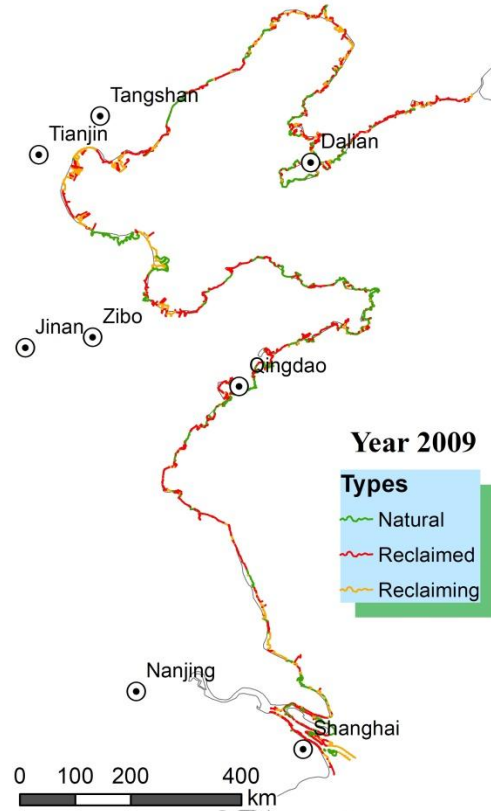 Tangshan
Tianjin
Dalian
Zibo
Jinan
Qingdao
Year 2009
Types
Natural
Reclaimed
Reclaiming
Nanjing
Shanghai
0 100 200 400
km